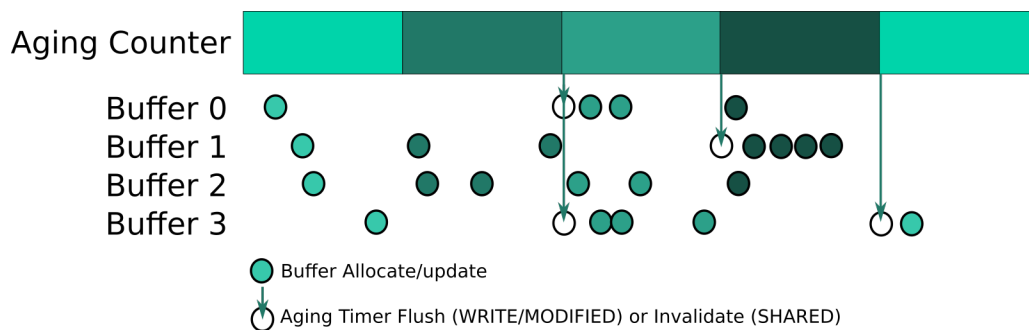 Aging Counter
Buffer 0
Buffer 1
Buffer 2
Buffer 3
Buffer Allocate/update
Aging Timer Flush (WRITE/MODIFIED) or Invalidate (SHARED)